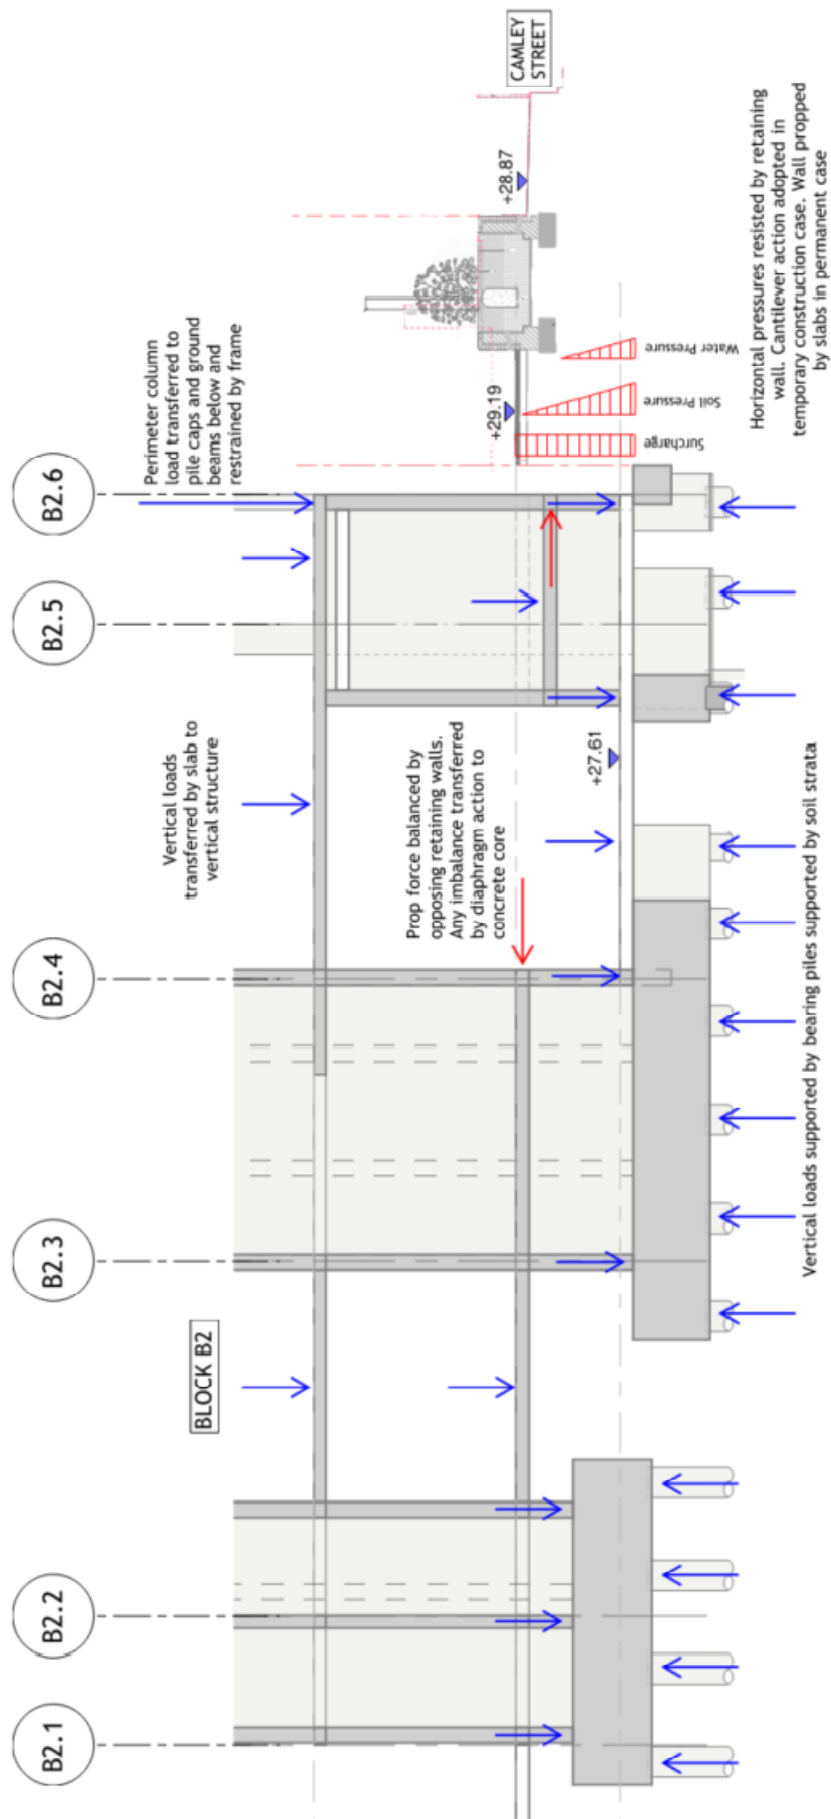 B2.1
B2.2
B2.3
B2.4
B2.5
B2.6
BLOCK B2
Vertical loads
transferred by slab to
vertical structure
Perimeter column
load transferred to
pile caps and ground
beams below and
restrained by frame
CAMLEY
STREET
Prop force balanced by
opposing retaining walls.
Any imbalance transferred
by diaphragm action to
concrete core
+29.19
+28.87
+27.61
Surcharge
Soil Pressure
Water Pressure
Horizontal pressures resisted by retaining
wall. Cantilever action adopted in
temporary construction case. Wall propped
by slabs in permanent case
Vertical loads supported by bearing piles supported by soil strata